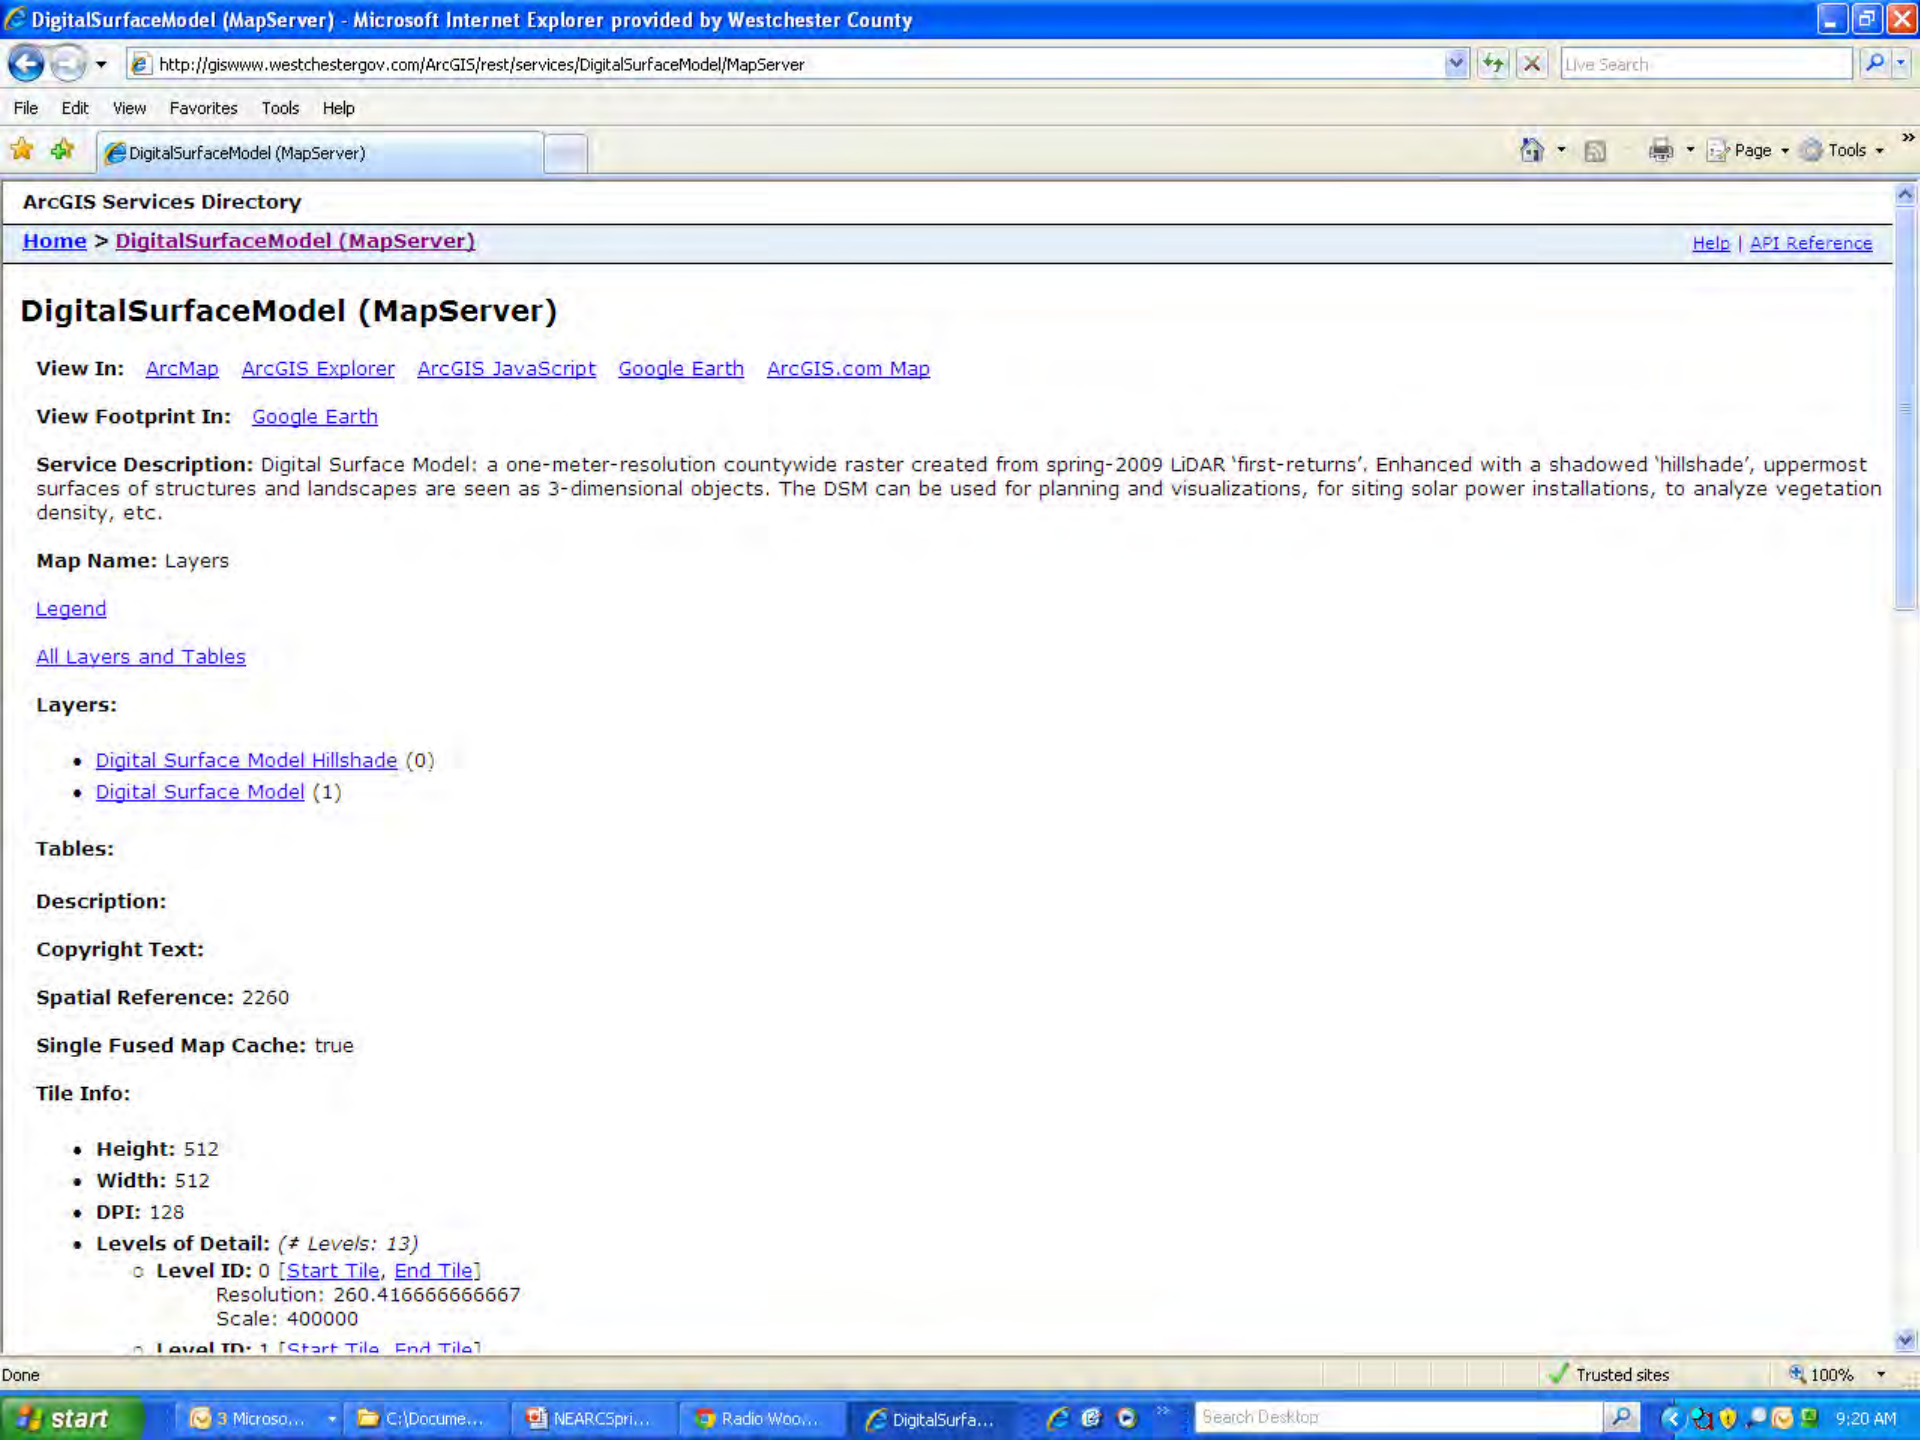 DigitalSurfaceModel (MapServer) - Microsoft Internet Explorer provided by Westchester County
http://giswww.westchestergov.com/ArcGIS/rest/services/DigitalSurfaceModel/MapServer
Live Search
File Edit View Favorites Tools Help
DigitalSurfaceModel (MapServer)
Page Tools
ArcGIS Services Directory
Home > DigitalSurfaceModel (MapServer)
Help | API Reference
DigitalSurfaceModel (MapServer)
View In: ArcMap ArcGIS Explorer ArcGIS JavaScript Google Earth ArcGIS.com Map
View Footprint In: Google Earth
Service Description: Digital Surface Model: a one-meter-resolution countywide raster created from spring-2009 LiDAR ‘first-returns’. Enhanced with a shadowed ‘hillshade’, uppermost
surfaces of structures and landscapes are seen as 3-dimensional objects. The DSM can be used for planning and visualizations, for siting solar power installations, to analyze vegetation
density, etc.
Map Name: Layers
Legend
All Layers and Tables
Layers:
• Digital Surface Model Hillshade (0)
• Digital Surface Model (1)
Tables:
Description:
Copyright Text:
Spatial Reference: 2260
Single Fused Map Cache: true
Tile Info:
• Height: 512
• Width: 512
• DPI: 128
• Levels of Detail: (# Levels: 13)
○ Level ID: 0 [Start Tile, End Tile]
Resolution: 260.416666666667
Scale: 400000
○ Level ID: 1 [Start Tile, End Tile]
Done
Trusted sites
100%
start
3 Microso...
C:\Docume...
NEARCSpri...
Radio Woo...
DigitalSurfa...
Search Desktop
9:20 AM